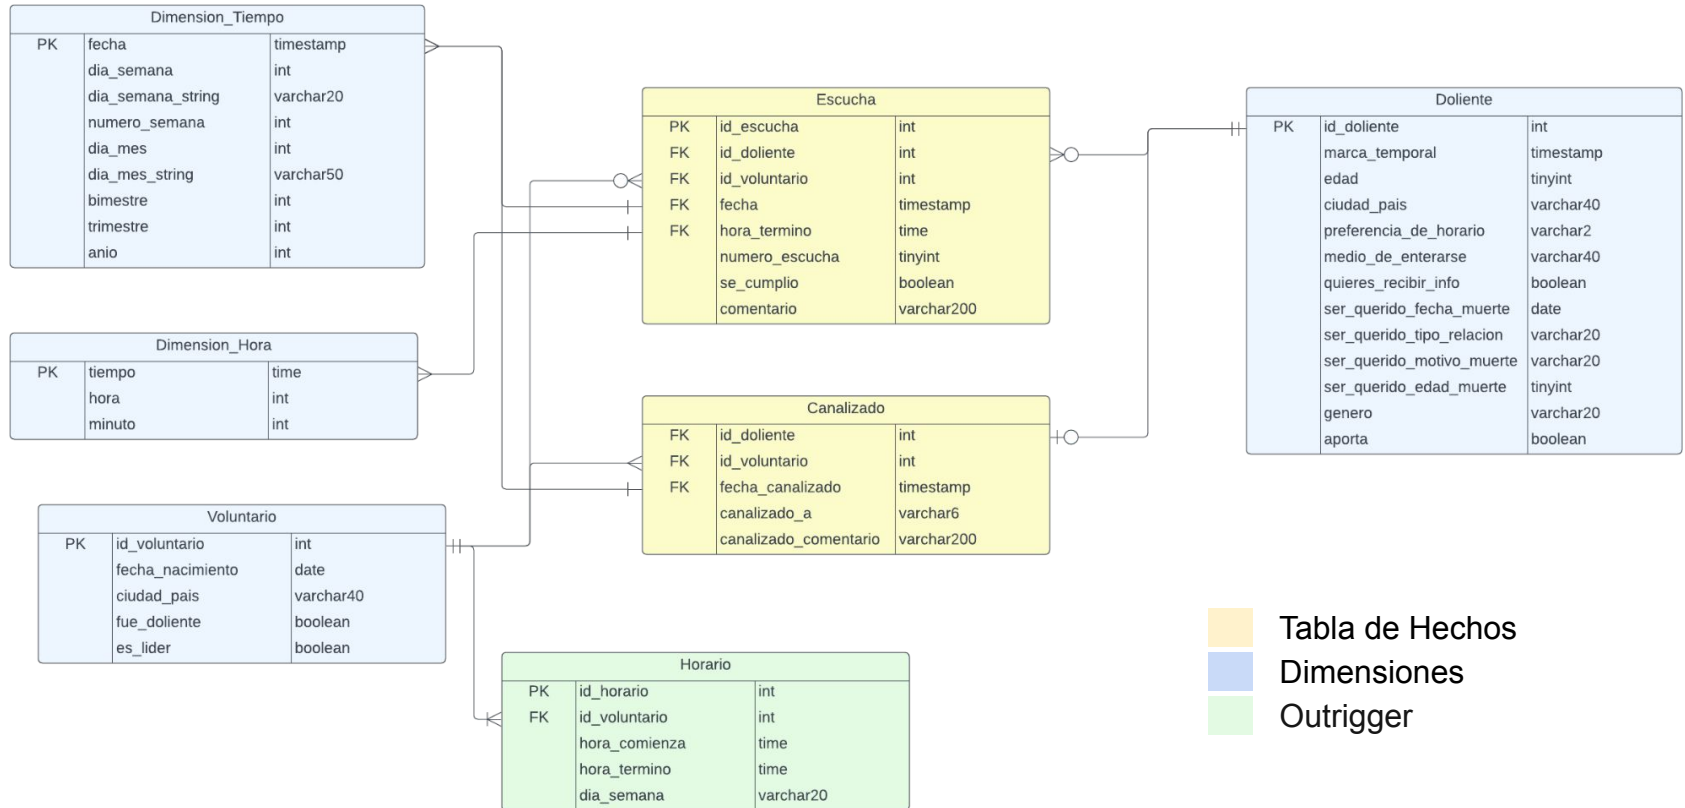 Dimension_Tiempo
PK fecha timestamp
dia_semana int
dia_semana_string varchar20
numero_semana int
dia_mes int
dia_mes_string varchar50
bimestre int
trimestre int
anio int
Dimension_Hora
PK tiempo time
hora int
minuto int
Voluntario
PK id_voluntario int
fecha_nacimiento date
ciudad_pais varchar40
fue_doliente boolean
es_lider boolean
Escucha
PK id_escucha int
FK id_doliente int
FK id_voluntario int
FK fecha timestamp
FK hora_termino time
numero_escucha tinyint
se_cumplio boolean
comentario varchar200
Canalizado
FK id_doliente int
FK id_voluntario int
FK fecha_canalizado timestamp
canalizado_a varchar6
canalizado_comentario varchar200
Horario
PK id_horario int
FK id_voluntario int
hora_comienza time
hora_termino time
dia_semana varchar20
Doliente
PK id_doliente int
marca_temporal timestamp
edad tinyint
ciudad_pais varchar40
preferencia_de_horario varchar2
medio_de_enterarse varchar40
quieres_recibir_info boolean
ser_querido_fecha_muerte date
ser_querido_tipo_relacion varchar20
ser_querido_motivo_muerte varchar20
ser_querido_edad_muerte tinyint
genero varchar20
aporta boolean
Tabla de Hechos
Dimensiones
Outrigger